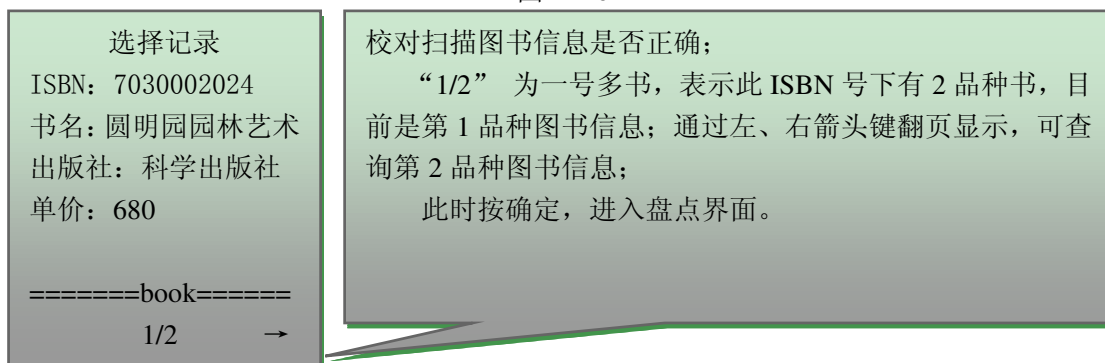 选择记录
ISBN：7030002024
书名：圆明园园林艺术
出版社：科学出版社
单价：680
=======book======
1/2 →
校对扫描图书信息是否正确；
“1/2” 为一号多书，表示此 ISBN 号下有 2 品种书，目
前是第 1 品种图书信息；通过左、右箭头键翻页显示，可查
询第 2 品种图书信息；
此时按确定，进入盘点界面。